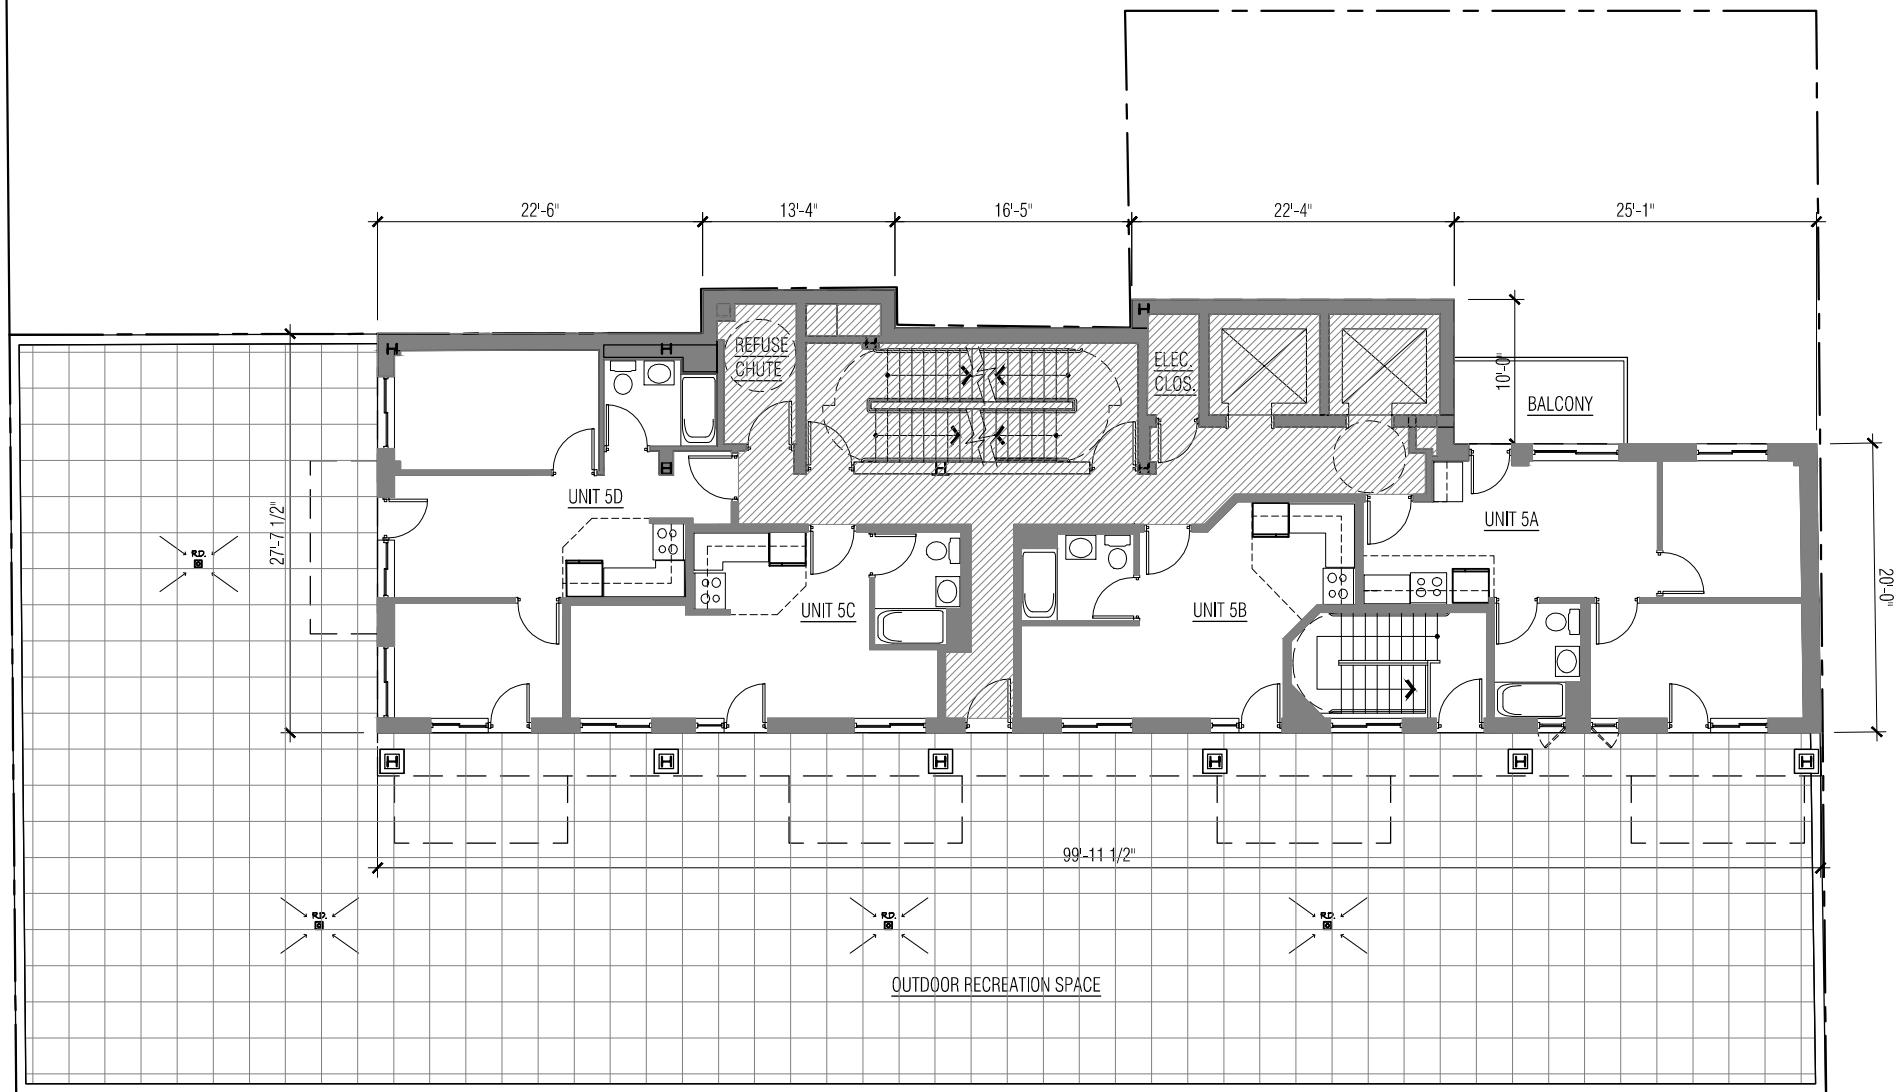 22'-6"
13'-4"
16'-5"
22'-4"
25'-1"
REFUSE
CHUTE
ELEC.
CLOS.
10'-0"
BALCONY
UNIT 5D
UNIT 5A
27'-7 1/2"
R.D.
UNIT 5C
UNIT 5B
20'-0"
99'-11 1/2"
R.D.
R.D.
R.D.
OUTDOOR RECREATION SPACE